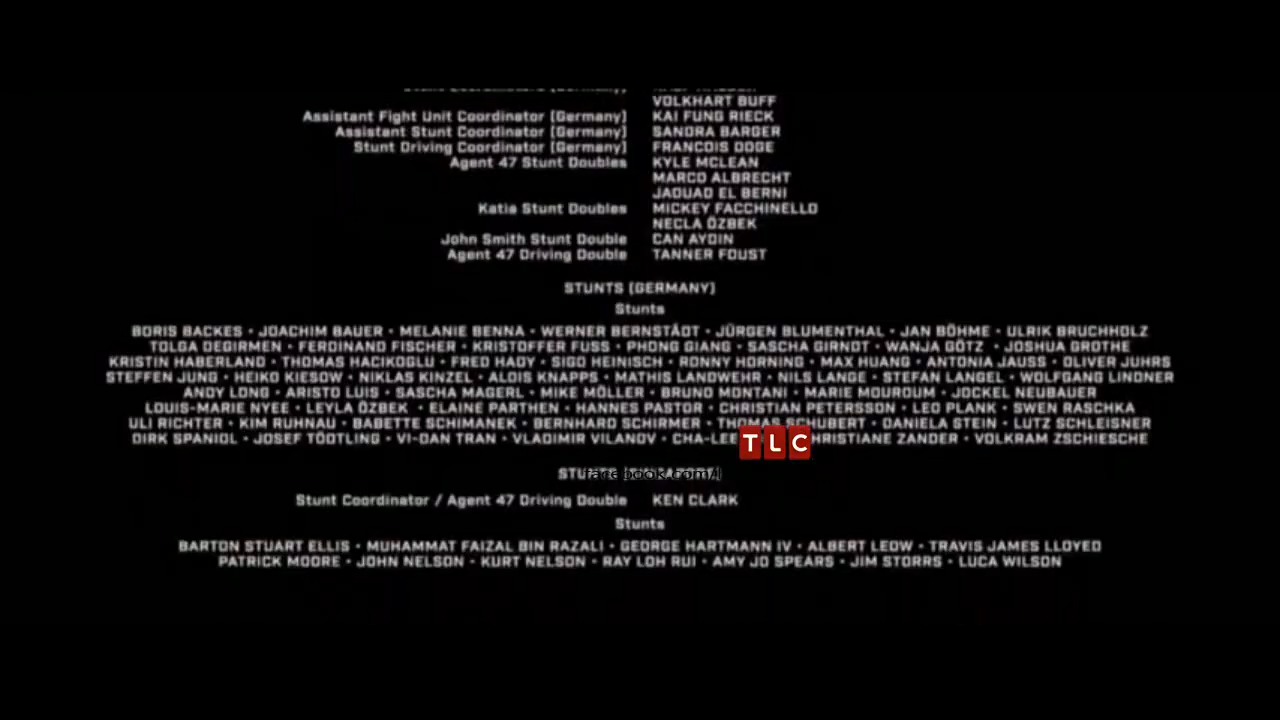 VOLKHART BUFF
Assistant Fight Unit Coordinator (Germany) KAI FUNG RIECK
Assistant Stunt Coordinator (Germany) SANDRA BARGER
Stunt Driving Coordinator (Germany) FRANCOIS DOGE
Agent 47 Stunt Doubles KYLE MCLEAN
MARCO ALBRECHT
JAOUAD EL BERNI
Katia Stunt Doubles MICKEY FACCHINELLO
NECLA ÖZBEK
John Smith Stunt Double CAN AYDIN
Agent 47 Driving Double TANNER FOUST
STUNTS (GERMANY)
Stunts
BORIS BACKES • JOACHIM BAUER • MELANIE BENNA • WERNER BERNSTÄDT • JÜRGEN BLUMENTHAL • JAN BÖHME • ULRIK BRUCHHOLZ
TOLGA DEGIRMEN • FERDINAND FISCHER • KRISTOFFER FUSS • PHONG GIANG • SASCHA GIRNDT • WANJA GÖTZ • JOSHUA GROTHE
KRISTIN HABERLAND • THOMAS HACIKOGLU • FRED HADY • SIGO HEINISCH • RONNY HORNING • MAX HUANG • ANTONIA JAUSS • OLIVER JUHRS
STEFFEN JUNG • HEIKO KIESOW • NIKLAS KINZEL • ALOIS KNAPPS • MATHIS LANDWEHR • NILS LANGE • STEFAN LANGEL • WOLFGANG LINDNER
ANDY LONG • ARISTO LUIS • SASCHA MAGERL • MIKE MÖLLER • BRUNO MONTANI • MARIE MOUROUM • JOCKEL NEUBAUER
LOUIS-MARIE NYEE • LEYLA ÖZBEK • ELAINE PARTHEN • HANNES PASTOR • CHRISTIAN PETERSSON • LEO PLANK • SWEN RASCHKA
ULI RICHTER • KIM RUHNAU • BABETTE SCHIMANEK • BERNHARD SCHIRMER • THOMAS SCHUBERT • DANIELA STEIN • LUTZ SCHLEISNER
DIRK SPANIOL • JOSEF TÖOTLING • VI-DAN TRAN • VLADIMIR VILANOV • CHA-LEE TLC CHRISTIANE ZANDER • VOLKRAM ZSCHIESCHE
facebook.com/
Stunt Coordinator / Agent 47 Driving Double KEN CLARK
Stunts
BARTON STUART ELLIS • MUHAMMAT FAIZAL BIN RAZALI • GEORGE HARTMANN IV • ALBERT LEOW • TRAVIS JAMES LLOYED
PATRICK MOORE • JOHN NELSON • KURT NELSON • RAY LOH RUI • AMY JO SPEARS • JIM STORRS • LUCA WILSON